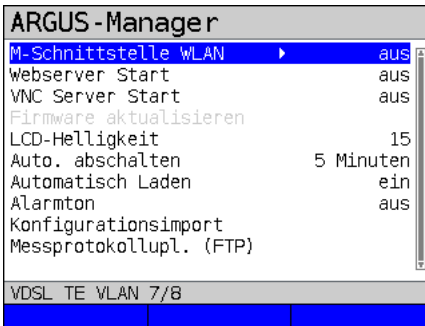 ARGUS-Manager
M-Schnittstelle WLAN aus
Webserver Start aus
VNC Server Start aus
Firmware aktualisieren
LCD-Helligkeit 15
Auto. abschalten 5 Minuten
Automatisch Laden ein
Alarmton aus
Konfigurationsimport
Messprotokollupl. (FTP)
VDSL TE VLAN 7/8